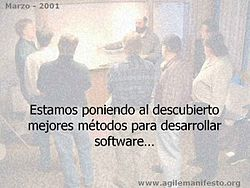 Marzo - 2001
Estamos poniendo al descubierto
mejores métodos para desarrollar
software...
www.agilemanifesto.org